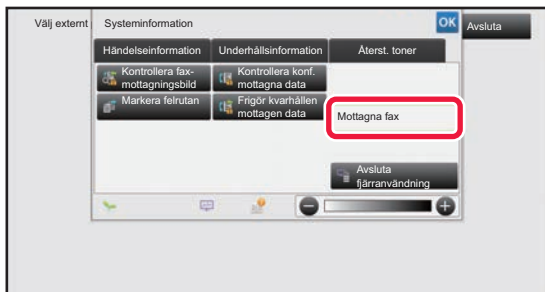 Välj externt
Systeminformation
OK
Avsluta
Händelseinformation
Underhållsinformation
Återst. toner
Kontrollera fax-
mottagningsbild
Kontrollera konf.
mottagna data
Markera felrutan
Frigör kvarhållen
mottagen data
Mottagna fax
Avsluta
fjärranvändning